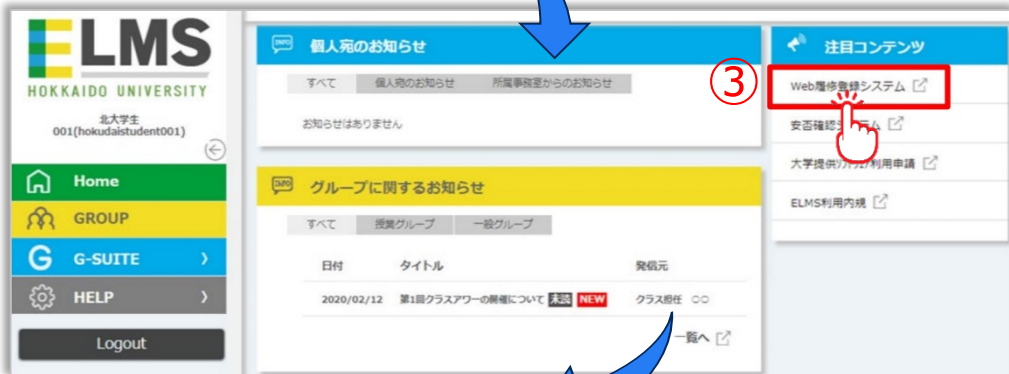 ELMS
HOKKAIDO UNIVERSITY
北大学生
001(hokudaistudent001)
Home
GROUP
G G-SUITE
HELP
Logout
INFO 個人宛のお知らせ
すべて 個人宛のお知らせ 所属事務室からのお知らせ
お知らせはありません
INFO グループに関するお知らせ
すべて 授業グループ 一般グループ
日付 タイトル 発信元
2020/02/12 第1回クラスアワーの開催について 未読 NEW クラス担任 ○○
一覧へ
③
注目コンテンツ
Web履修登録システム
安否確認システム
大学提供ソフトウェア利用申請
ELMS利用内規